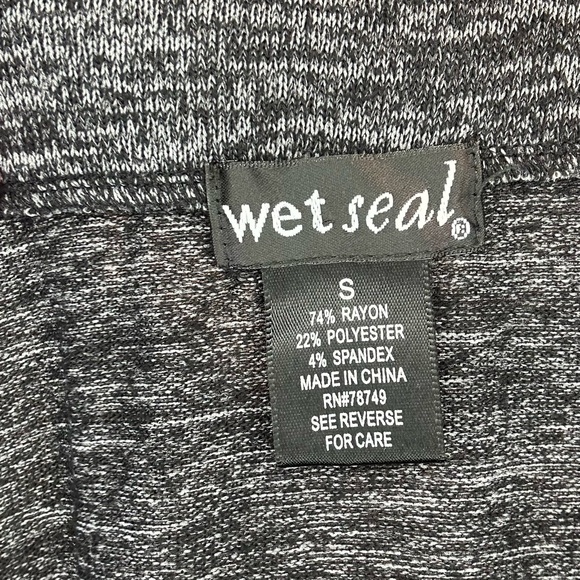 wet seal®
S
74% RAYON
22% POLYESTER
4% SPANDEX
MADE IN CHINA
RN#78749
SEE REVERSE
FOR CARE